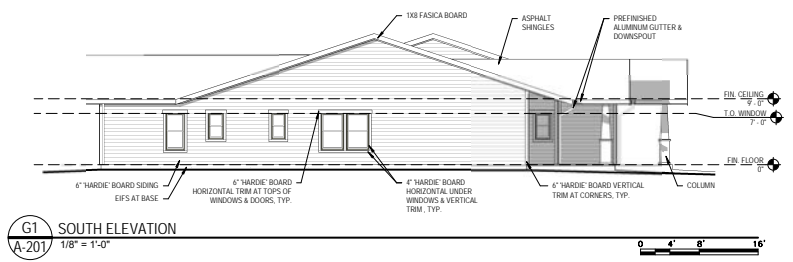 1X8 FASICA BOARD
ASPHALT
SHINGLES
PREFINISHED
ALUMINUM GUTTER &
DOWNSPOUT
FIN. CEILING
9' - 0"
T.O. WINDOW
7' - 0"
FIN. FLOOR
0"
6" 'HARDIE' BOARD SIDING
EIFS AT BASE
6" 'HARDIE' BOARD
HORIZONTAL TRIM AT TOPS OF
WINDOWS & DOORS, TYP.
4" 'HARDIE' BOARD
HORIZONTAL UNDER
WINDOWS & VERTICAL
TRIM , TYP.
6" 'HARDIE' BOARD VERTICAL
TRIM AT CORNERS, TYP.
COLUMN
G1
A-201
SOUTH ELEVATION
1/8" = 1'-0"
0 4' 8' 16'